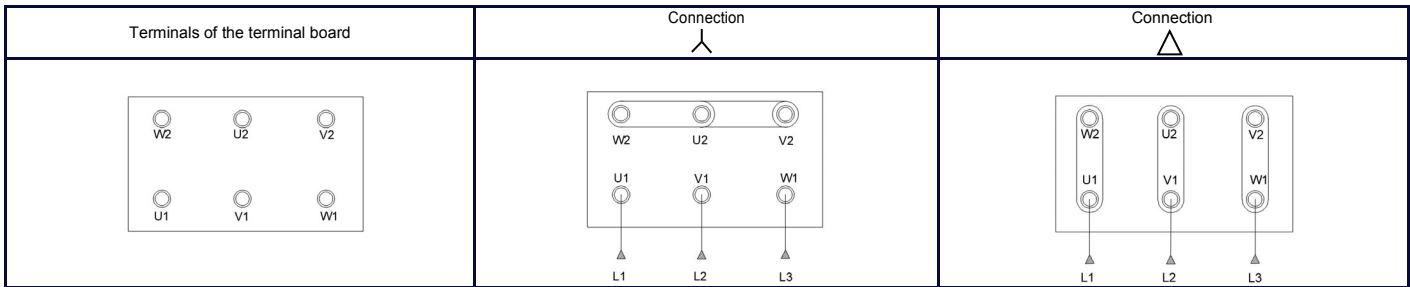 Terminals of the terminal board
Connection
Connection
W2 U2 V2
U1 V1 W1
W2 U2 V2
U1 V1 W1
L1 L2 L3
W2 U2 V2
U1 V1 W1
L1 L2 L3